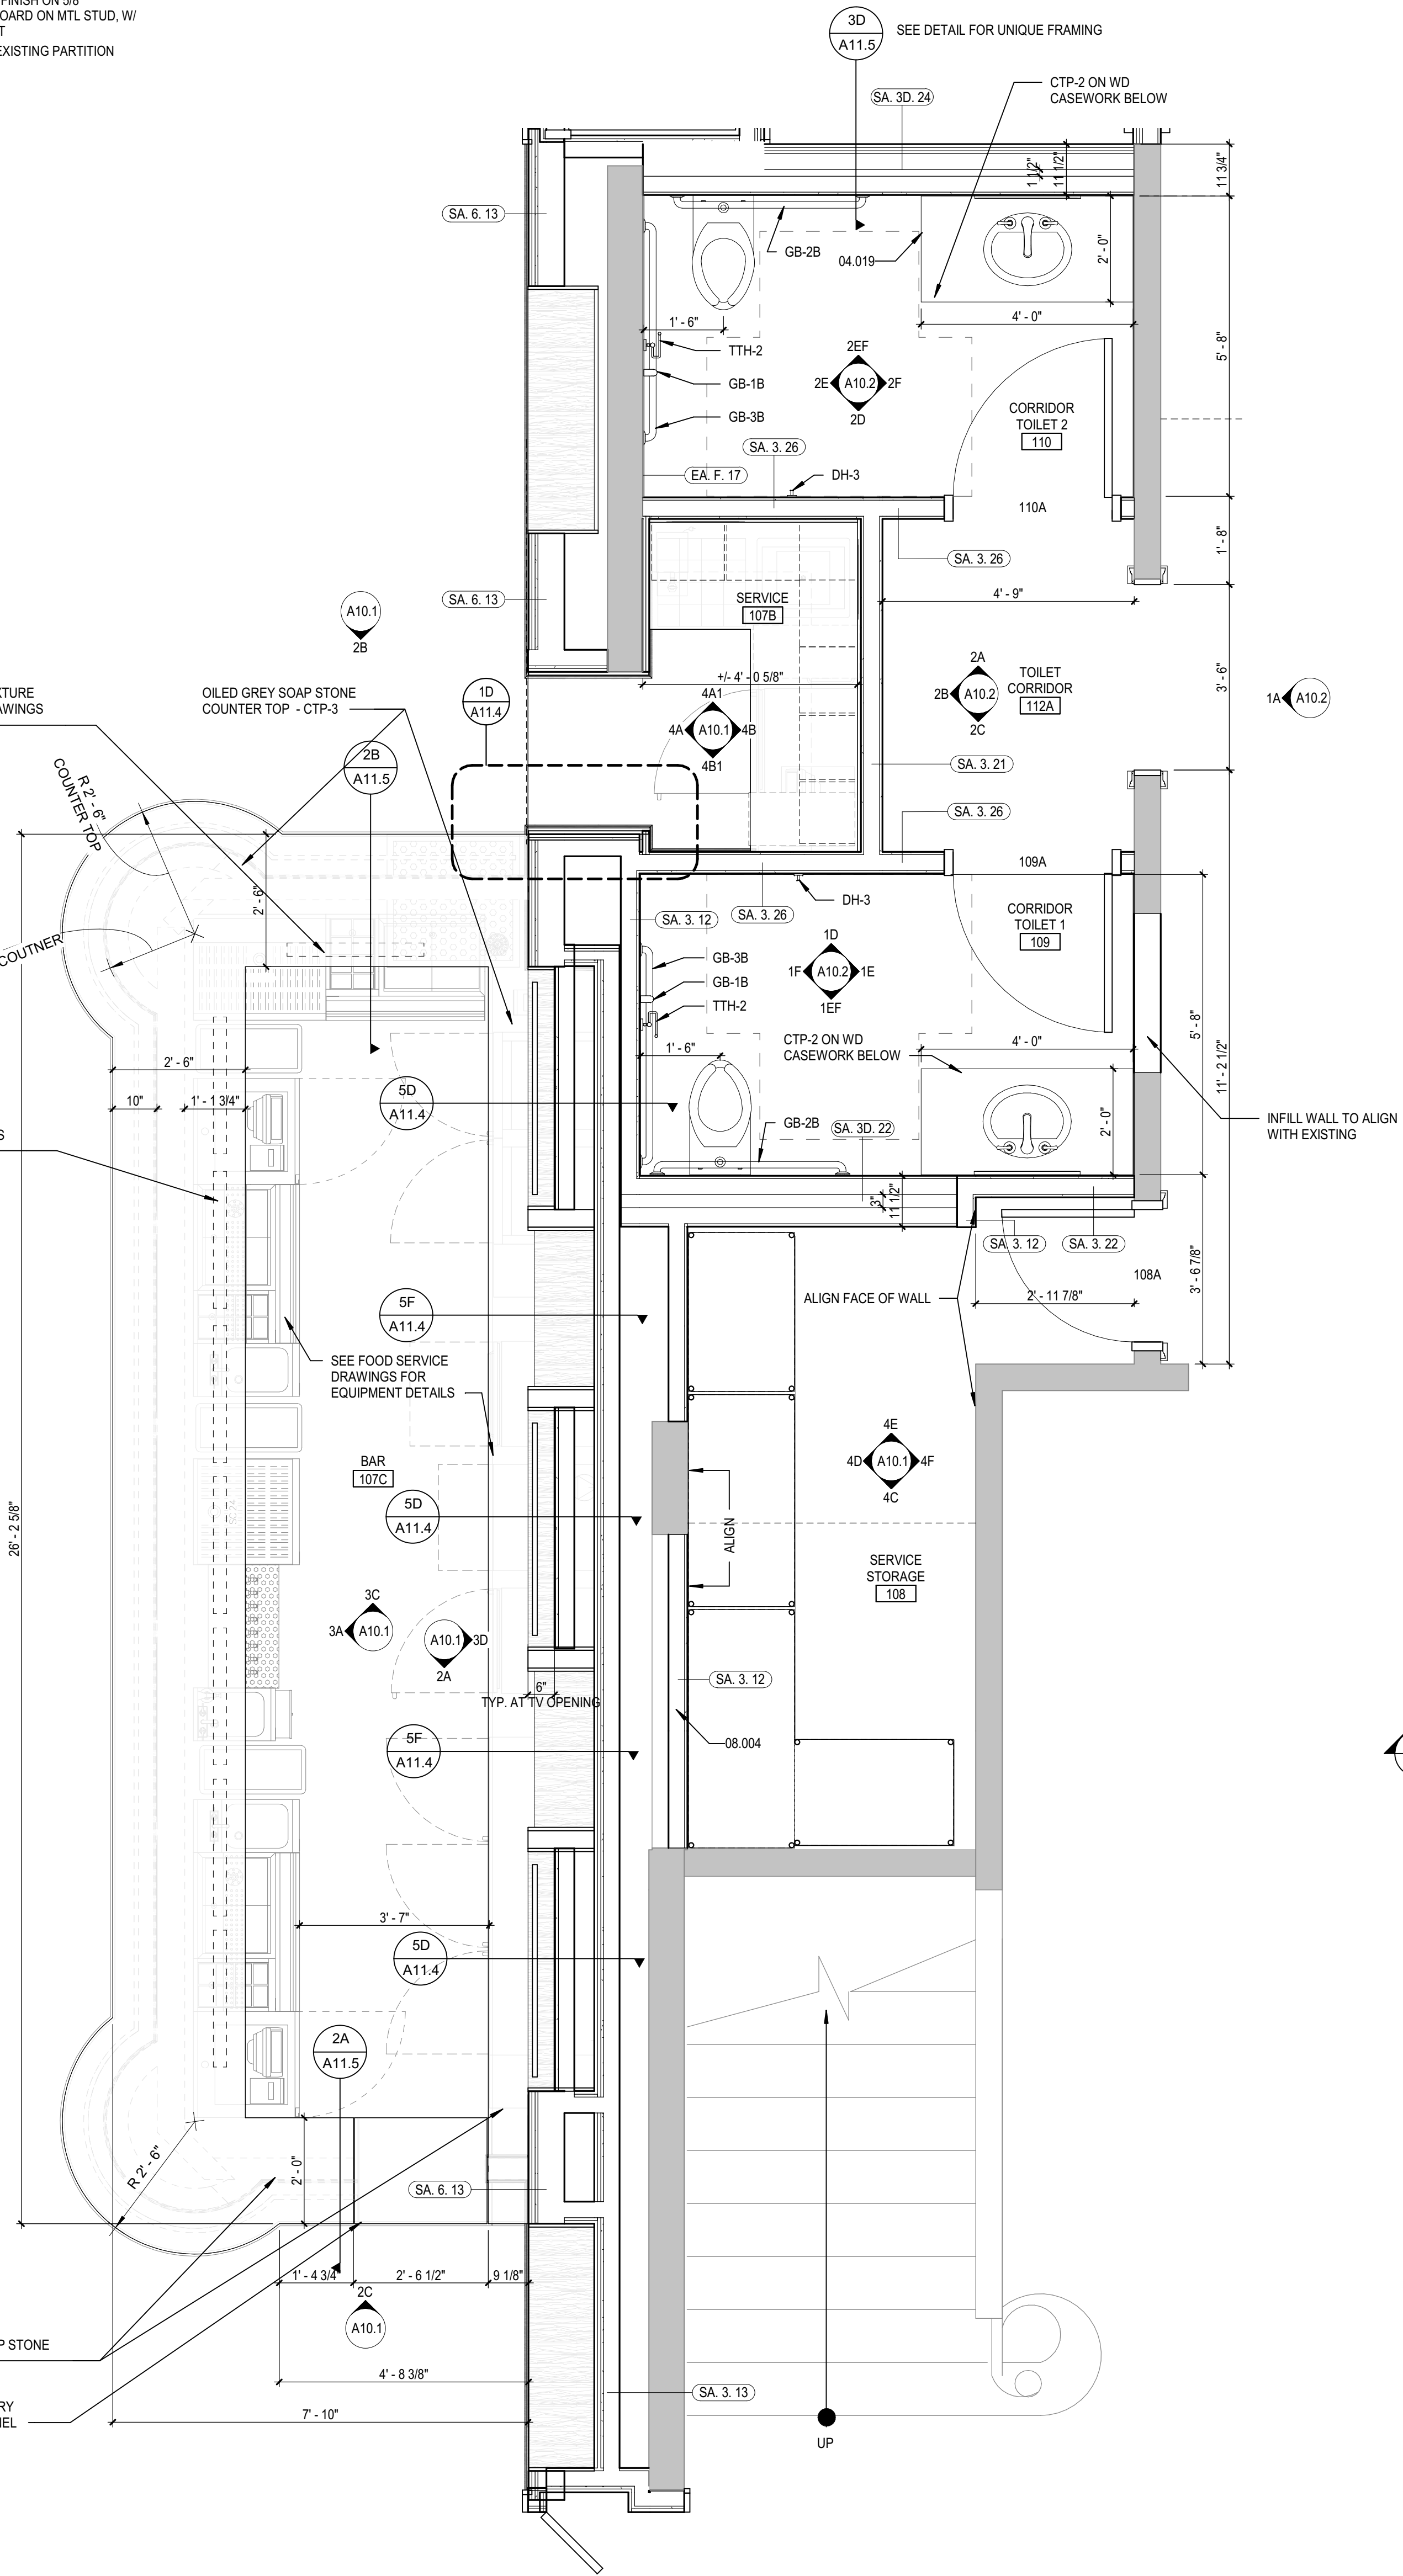 FINISH ON 5/8"
OARD ON MTL STUD, W/
T
EXISTING PARTITION
3D
A11.5
SEE DETAIL FOR UNIQUE FRAMING
CTP-2 ON WD
CASEWORK BELOW
SA. 3D. 24
1 1/2"
11 1/2"
11 3/4"
SA. 6. 13
GB-2B
04.019
2' - 0"
1' - 6"
4' - 0"
5' - 8"
TTH-2
GB-1B
GB-3B
2EF
2E
A10.2
2F
2D
CORRIDOR
TOILET 2
110
SA. 3. 26
EA. F. 17
DH-3
110A
SA. 3. 26
1' - 8"
SA. 6. 13
SERVICE
107B
4' - 9"
A10.1
2B
+/- 4' - 0 5/8"
4A1
4A
A10.1
4B
4B1
2A
2B
A10.2
2C
TOILET
CORRIDOR
112A
3' - 6"
1A
A10.2
XTURE
AWINGS
OILED GREY SOAP STONE
COUNTER TOP - CTP-3
1D
A11.4
2B
A11.5
R 2' - 6"
COUNTER TOP
SA. 3. 21
SA. 3. 26
109A
2' - 6"
COUTNER
SA. 3. 12
SA. 3. 26
DH-3
CORRIDOR
TOILET 1
109
GB-3B
GB-1B
TTH-2
1D
1F
A10.2
1E
1EF
1' - 6"
CTP-2 ON WD
CASEWORK BELOW
4' - 0"
5' - 8"
11' - 2 1/2"
2' - 6"
10"
1' - 1 3/4"
5D
A11.4
S
GB-2B
SA. 3D. 22
2' - 0"
INFILL WALL TO ALIGN
WITH EXISTING
3"
11 1/2"
SA. 3. 12
SA. 3. 22
108A
3' - 6 7/8"
ALIGN FACE OF WALL
2' - 11 7/8"
5F
A11.4
SEE FOOD SERVICE
DRAWINGS FOR
EQUIPMENT DETAILS
BAR
107C
4E
4D
A10.1
4F
4C
26' - 2 5/8"
SC24
5D
A11.4
ALIGN
SERVICE
STORAGE
108
3C
3A
A10.1
A10.1
3D
2A
6"
TYP. AT TV OPENING
SA. 3. 12
08.004
5F
A11.4
3' - 7"
5D
A11.4
2A
A11.5
R 2' - 6"
2' - 0"
SA. 6. 13
1' - 4 3/4"
2' - 6 1/2"
9 1/8"
2C
A10.1
P STONE
4' - 8 3/8"
SA. 3. 13
RY
NEL
7' - 10"
UP